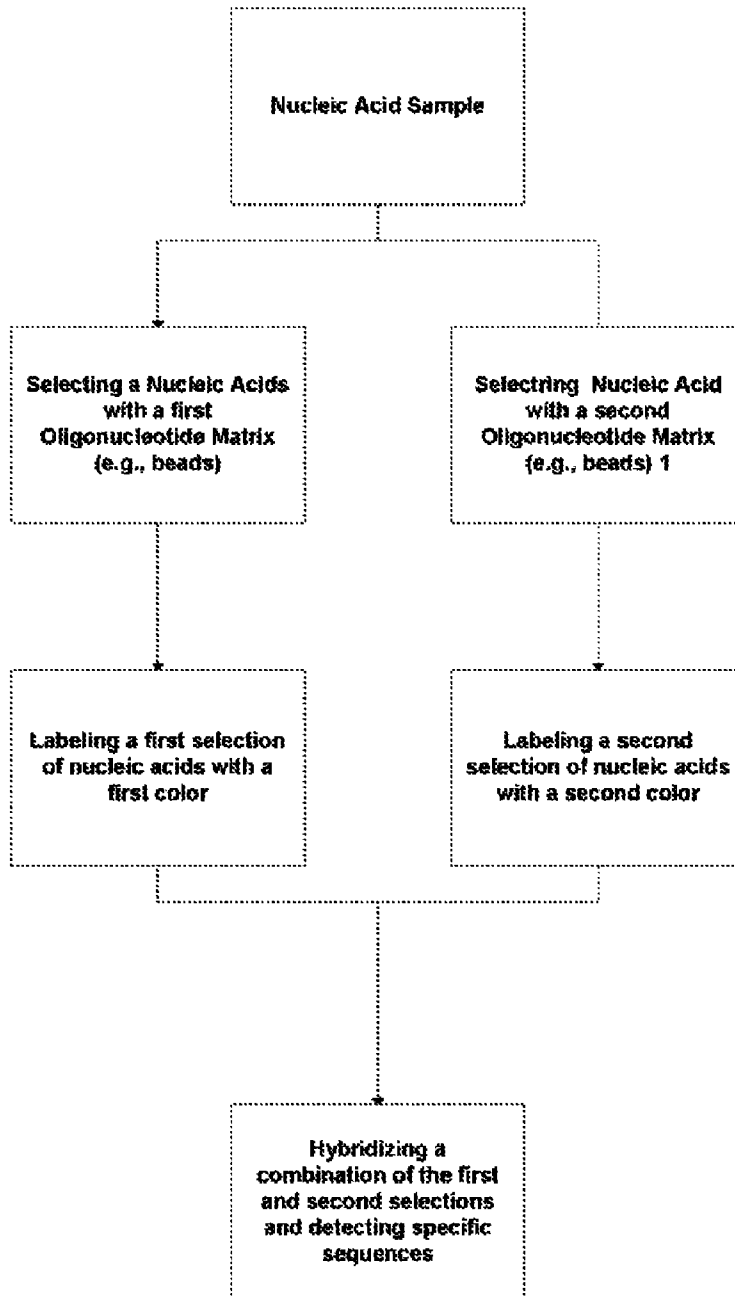 Nucleic Acid Sample
Selecting a Nucleic Acids
with a first
Oligonucleotide Matrix
(e.g., beads)
Selectring Nucleic Acid
with a second
Oligonucleotide Matrix
(e.g., beads) 1
Labeling a first selection
of nucleic acids with a
first color
Labeling a second
selection of nucleic acids
with a second color
Hybridizing a
combination of the first
and second selections
and detecting specific
sequences